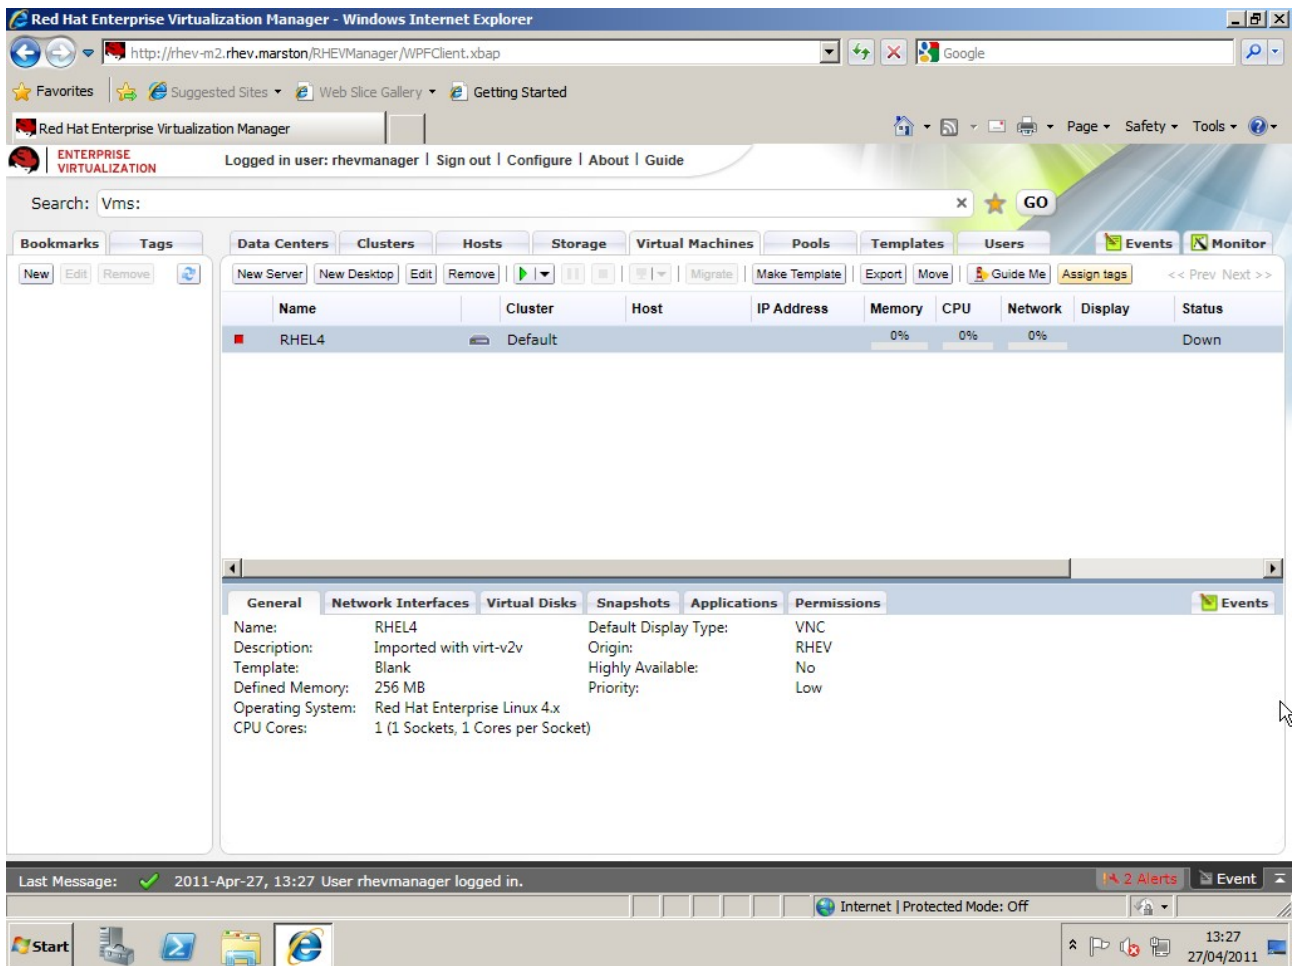 Red Hat Enterprise Virtualization Manager - Windows Internet Explorer
http://rhev-m2.rhev.marston/RHEVManager/WPFClient.xbap
Google
Favorites Suggested Sites Web Slice Gallery Getting Started
Red Hat Enterprise Virtualization Manager Page Safety Tools
ENTERPRISE
VIRTUALIZATION
Logged in user: rhevmanager | Sign out | Configure | About | Guide
Search: Vms: GO
Bookmarks Tags Data Centers Clusters Hosts Storage Virtual Machines Pools Templates Users Events Monitor
New Edit Remove New Server New Desktop Edit Remove Migrate Make Template Export Move Guide Me Assign tags << Prev Next >>
Name Cluster Host IP Address Memory CPU Network Display Status
RHEL4 Default 0% 0% 0% Down
General Network Interfaces Virtual Disks Snapshots Applications Permissions Events
Name: RHEL4 Default Display Type: VNC
Description: Imported with virt-v2v Origin: RHEV
Template: Blank Highly Available: No
Defined Memory: 256 MB Priority: Low
Operating System: Red Hat Enterprise Linux 4.x
CPU Cores: 1 (1 Sockets, 1 Cores per Socket)
Last Message: 2011-Apr-27, 13:27 User rhevmanager logged in. 2 Alerts Event
Internet | Protected Mode: Off
Start 13:27
27/04/2011